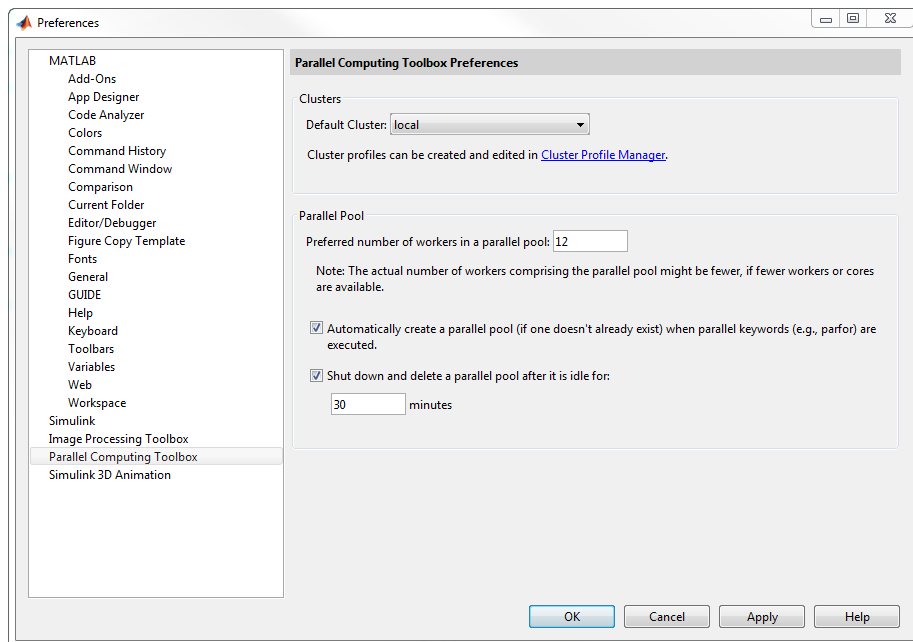 Preferences
MATLAB
Add-Ons
App Designer
Code Analyzer
Colors
Command History
Command Window
Comparison
Current Folder
Editor/Debugger
Figure Copy Template
Fonts
General
GUIDE
Help
Keyboard
Toolbars
Variables
Web
Workspace
Simulink
Image Processing Toolbox
Parallel Computing Toolbox
Simulink 3D Animation
Parallel Computing Toolbox Preferences
Clusters
Default Cluster: local
Cluster profiles can be created and edited in Cluster Profile Manager.
Parallel Pool
Preferred number of workers in a parallel pool: 12
Note: The actual number of workers comprising the parallel pool might be fewer, if fewer workers or cores
are available.
Automatically create a parallel pool (if one doesn't already exist) when parallel keywords (e.g., parfor) are
executed.
Shut down and delete a parallel pool after it is idle for:
30 minutes
OK Cancel Apply Help